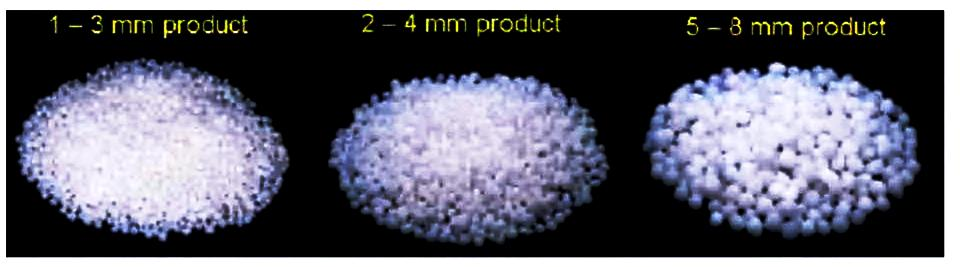 1 – 3 mm product
2 – 4 mm product
5 – 8 mm product